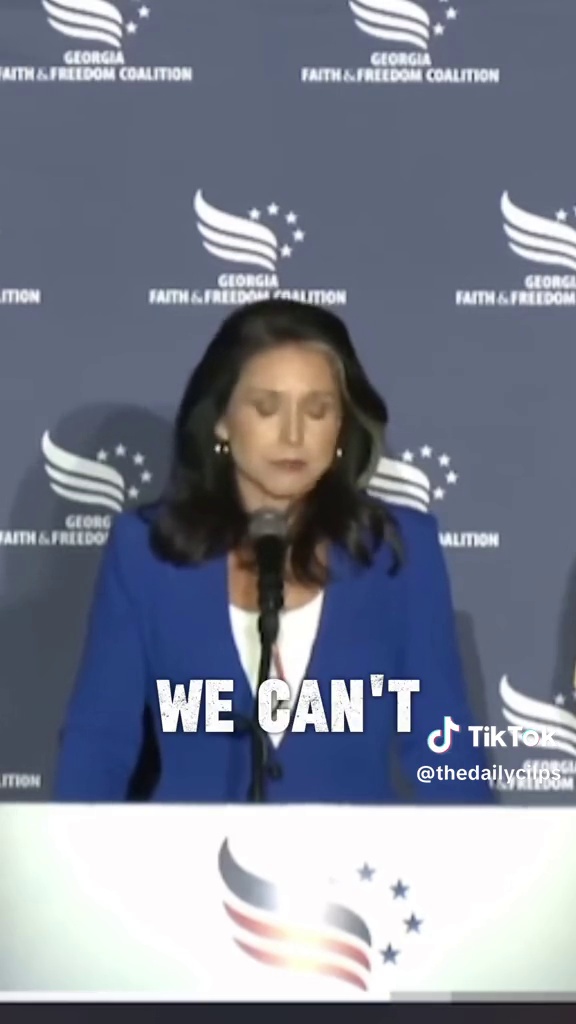 GEORGIA
FAITH & FREEDOM COALITION
GEORGIA
FAITH & FREEDOM COALITION
GEORGIA
FAITH & FREEDOM COALITION
GEORGIA
FAITH & FREEDOM
FAITH & FREEDO
ALITION
WE CAN'T
TikTok
@thedailyclips